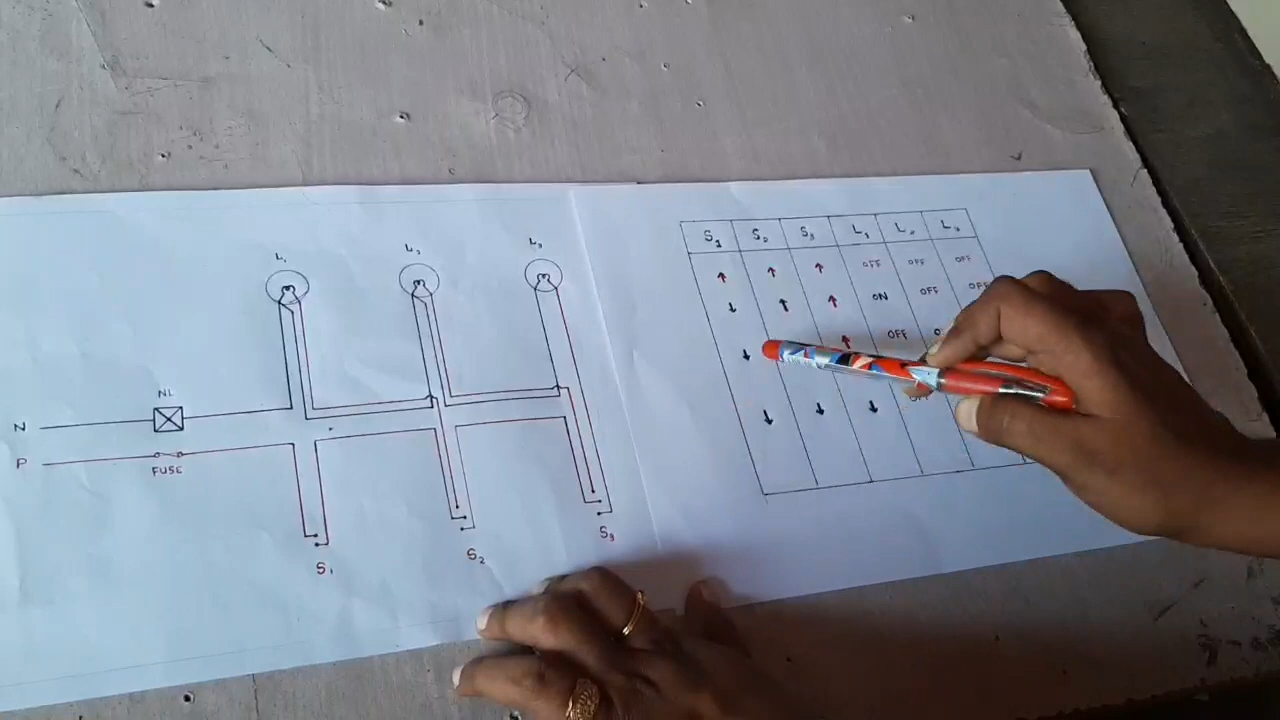 L₁
L₂
L₃
NL
N
P
FUSE
S₁
S₂
S₃
S₁ S₂ S₃ L₁ L₂ L₃
↑ ↑ ↑ OFF OFF OFF
↓ ↑ ↑ ON OFF OFF
↓ ↑ OFF
↓ ↓ ↓